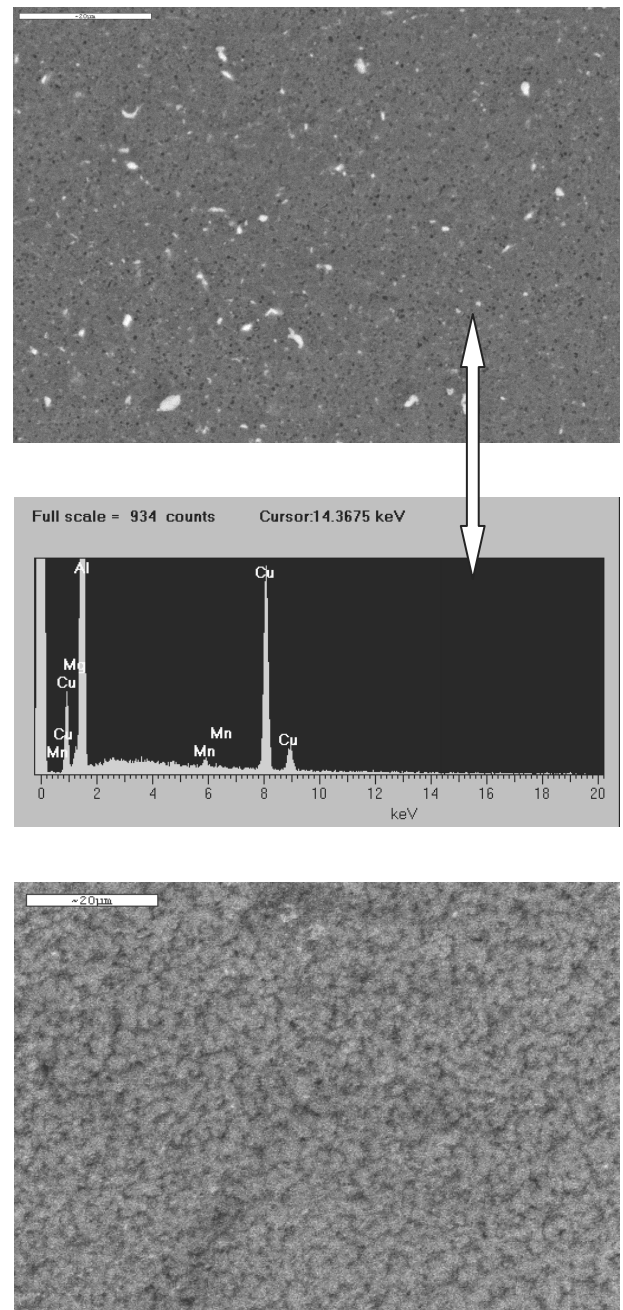 ~20µm
Full scale = 934 counts Cursor:14.3675 keV
Al
Cu
Mg
Cu
Cu
Mn
Mn
Mn
Cu
0 2 4 6 8 10 12 14 16 18 20
keV
~20µm